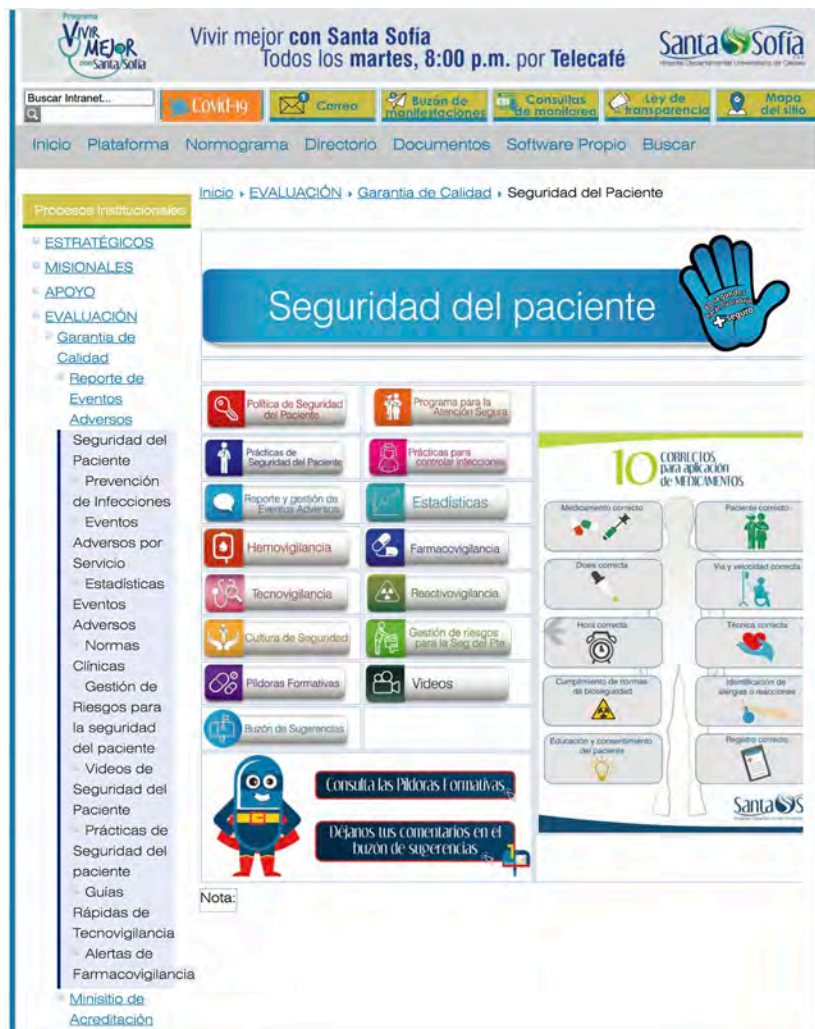 Programa
VIVIR
MEJOR
con Santa Sofía
Vivir mejor con Santa Sofía
Todos los martes, 8:00 p.m. por Telecafé
Santa Sofía
Buscar Intranet...
Covid-19
1
Correo
Buzón de
manifestaciones
Consultas
de monitoreo
Ley de
transparencia
Mapa
del sitio
Inicio Plataforma Normograma Directorio Documentos Software Propio Buscar
Procesos Institucionales
ESTRATÉGICOS
MISIONALES
APOYO
EVALUACIÓN
Garantia de
Calidad
Reporte de
Eventos
Adversos
Seguridad del
Paciente
Prevención
de Infecciones
Eventos
Adversos por
Servicio
Estadísticas
Eventos
Adversos
Normas
Clínicas
Gestión de
Riesgos para
la seguridad
del paciente
Videos de
Seguridad del
Paciente
Prácticas de
Seguridad del
paciente
Guías
Rápidas de
Tecnovigilancia
Alertas de
Farmacovigilancia
Minisitio de
Acreditación
Inicio › EVALUACIÓN › Garantia de Calidad › Seguridad del Paciente
Seguridad del paciente
+ seguro
Política de Seguridad
del Paciente
Programa para la
Atención Segura
Prácticas de
Seguridad del Paciente
Prácticas para
controlar infecciones
Reporte y gestión de
Eventos Adversos
Estadísticas
Hemovigilancia
Farmacovigilancia
Tecnovigilancia
Reactivovigilancia
Cultura de Seguridad
Gestión de riesgos
para la Seg del Pte
Píldoras Formativas
Videos
Buzón de Sugerencias
Consulta las Píldoras Formativas
Déjanos tus comentarios en el
buzón de sugerencias
10 CORRECTOS
para aplicación
de MEDICAMENTOS
Medicamento correcto
Paciente correcto
Dosis correcta
Vía y velocidad correcta
Hora correcta
Técnica correcta
Cumplimiento de normas
de bioseguridad
Identificación de
alergias o reacciones
Educación y consentimiento
del paciente
Registro correcto
Santa S
Nota: